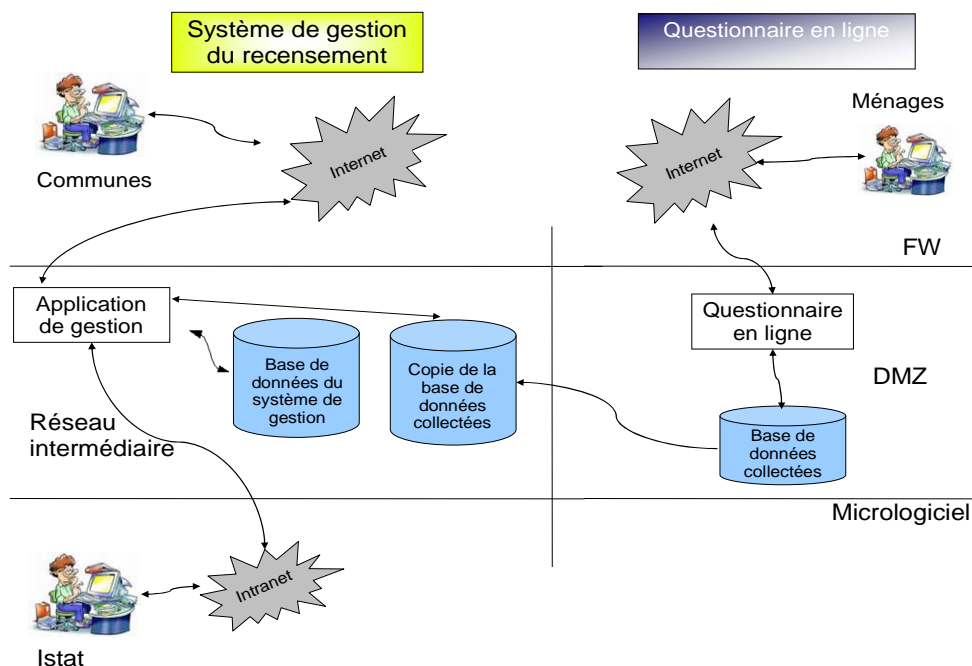 Système de gestion
du recensement
Questionnaire en ligne
Communes
Internet
Internet
Ménages
FW
Application
de gestion
Base de
données du
système de
gestion
Copie de la
base de
données
collectées
Questionnaire
en ligne
DMZ
Réseau
intermédiaire
Base de
données
collectées
Micrologiciel
Intranet
Istat